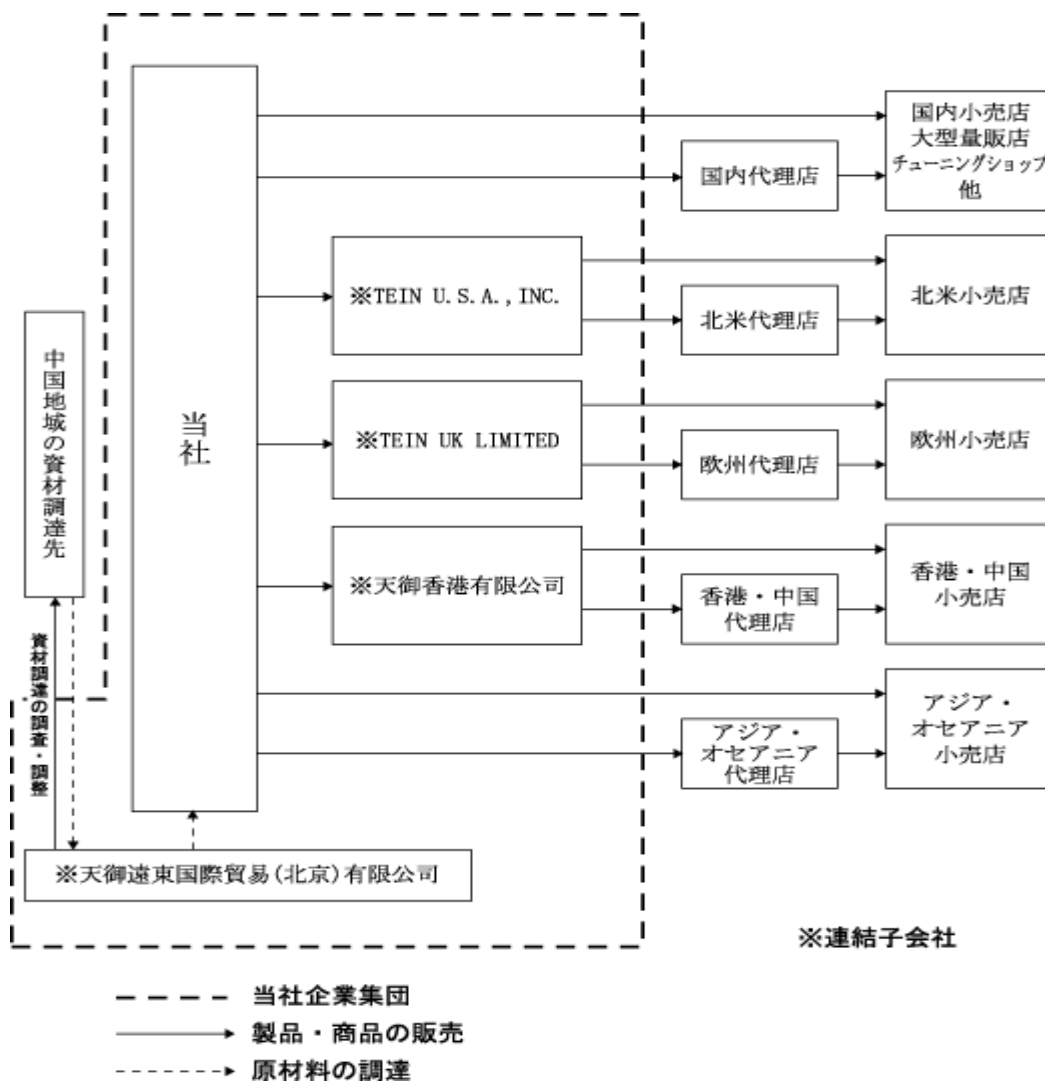 国内小売店
大型量販店
チューニングショップ
他
国内代理店
※TEIN U.S.A.,INC.
北米代理店
北米小売店
中国地域の資材調達先
当社
※TEIN UK LIMITED
欧州代理店
欧州小売店
※天御香港有限公司
香港・中国
代理店
香港・中国
小売店
資材調達の調査・調整
アジア・
オセアニア
代理店
アジア・
オセアニア
小売店
※天御遠東国際貿易(北京)有限公司
※連結子会社
当社企業集団
製品・商品の販売
原材料の調達